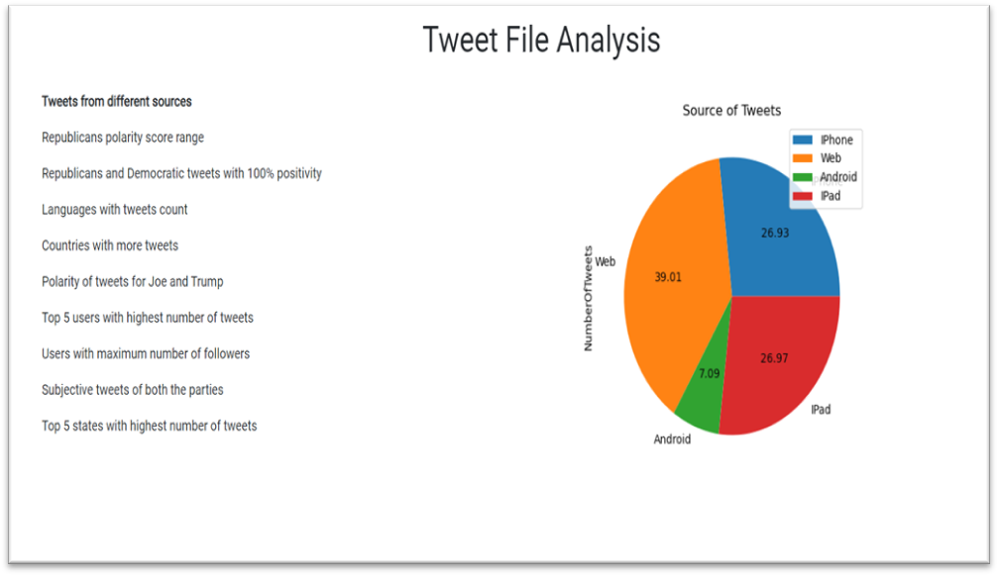 Tweet File Analysis
Tweets from different sources
Republicans polarity score range
Republicans and Democratic tweets with 100% positivity
Languages with tweets count
Countries with more tweets
Polarity of tweets for Joe and Trump
Top 5 users with highest number of tweets
Users with maximum number of followers
Subjective tweets of both the parties
Top 5 states with highest number of tweets
Source of Tweets
IPhone
Web
Android
IPad
IPhone
26.93
Web
39.01
NumberOfTweets
26.97
7.09
IPad
Android